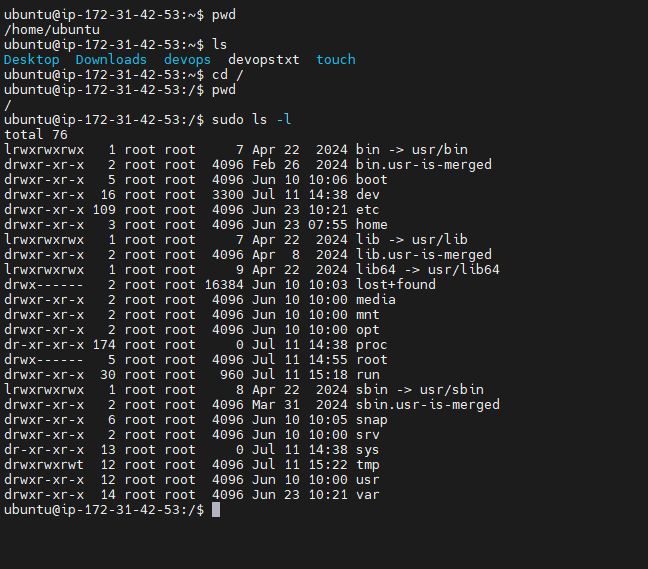 ubuntu@ip-172-31-42-53:~$ pwd
/home/ubuntu
ubuntu@ip-172-31-42-53:~$ ls
Desktop  Downloads  devops  devopstxt  touch
ubuntu@ip-172-31-42-53:~$ cd /
ubuntu@ip-172-31-42-53:/$ pwd
/
ubuntu@ip-172-31-42-53:/$ sudo ls -l
total 76
lrwxrwxrwx   1 root root     7 Apr 22  2024 bin -> usr/bin
drwxr-xr-x   2 root root  4096 Feb 26  2024 bin.usr-is-merged
drwxr-xr-x   5 root root  4096 Jun 10 10:06 boot
drwxr-xr-x  16 root root  3300 Jul 11 14:38 dev
drwxr-xr-x 109 root root  4096 Jun 23 10:21 etc
drwxr-xr-x   3 root root  4096 Jun 23 07:55 home
lrwxrwxrwx   1 root root     7 Apr 22  2024 lib -> usr/lib
drwxr-xr-x   2 root root  4096 Apr  8  2024 lib.usr-is-merged
lrwxrwxrwx   1 root root     9 Apr 22  2024 lib64 -> usr/lib64
drwx------   2 root root 16384 Jun 10 10:03 lost+found
drwxr-xr-x   2 root root  4096 Jun 10 10:00 media
drwxr-xr-x   2 root root  4096 Jun 10 10:00 mnt
drwxr-xr-x   2 root root  4096 Jun 10 10:00 opt
dr-xr-xr-x 174 root root     0 Jul 11 14:38 proc
drwx------   5 root root  4096 Jul 11 14:55 root
drwxr-xr-x  30 root root   960 Jul 11 15:18 run
lrwxrwxrwx   1 root root     8 Apr 22  2024 sbin -> usr/sbin
drwxr-xr-x   2 root root  4096 Mar 31  2024 sbin.usr-is-merged
drwxr-xr-x   6 root root  4096 Jun 10 10:05 snap
drwxr-xr-x   2 root root  4096 Jun 10 10:00 srv
dr-xr-xr-x  13 root root     0 Jul 11 14:38 sys
drwxrwxrwt  12 root root  4096 Jul 11 15:22 tmp
drwxr-xr-x  12 root root  4096 Jun 10 10:00 usr
drwxr-xr-x  14 root root  4096 Jun 23 10:21 var
ubuntu@ip-172-31-42-53:/$